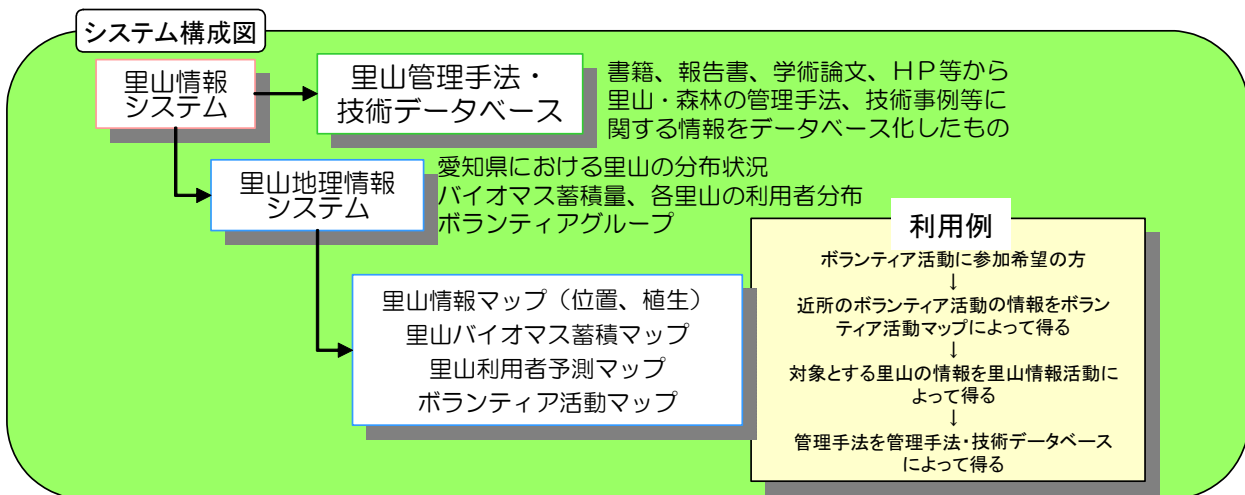 システム構成図
里山情報
システム
里山管理手法・
技術データベース
書籍、報告書、学術論文、ＨＰ等から
里山・森林の管理手法、技術事例等に
関する情報をデータベース化したもの
里山地理情報
システム
愛知県における里山の分布状況
バイオマス蓄積量、各里山の利用者分布
ボランティアグループ
里山情報マップ（位置、植生）
里山バイオマス蓄積マップ
里山利用者予測マップ
ボランティア活動マップ
利用例
ボランティア活動に参加希望の方
↓
近所のボランティア活動の情報をボラン
ティア活動マップによって得る
↓
対象とする里山の情報を里山情報活動に
よって得る
↓
管理手法を管理手法・技術データベース
によって得る